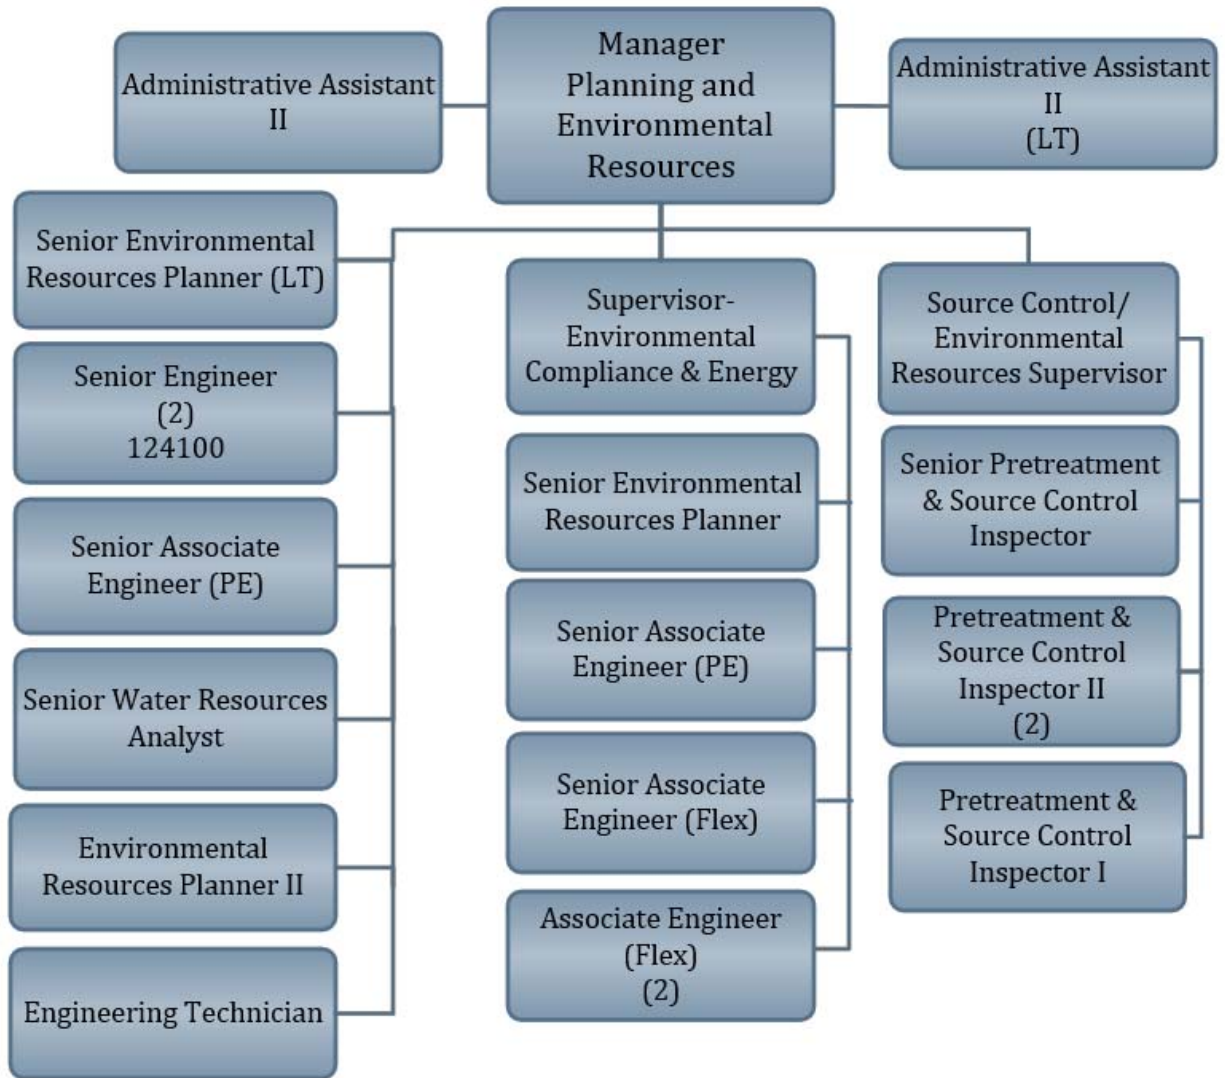 Administrative Assistant
II
Manager
Planning and
Environmental
Resources
Administrative Assistant
II
(LT)
Senior Environmental
Resources Planner (LT)
Senior Engineer
(2)
124100
Senior Associate
Engineer (PE)
Senior Water Resources
Analyst
Environmental
Resources Planner II
Engineering Technician
Supervisor-
Environmental
Compliance & Energy
Senior Environmental
Resources Planner
Senior Associate
Engineer (PE)
Senior Associate
Engineer (Flex)
Associate Engineer
(Flex)
(2)
Source Control/
Environmental
Resources Supervisor
Senior Pretreatment
& Source Control
Inspector
Pretreatment &
Source Control
Inspector II
(2)
Pretreatment &
Source Control
Inspector I